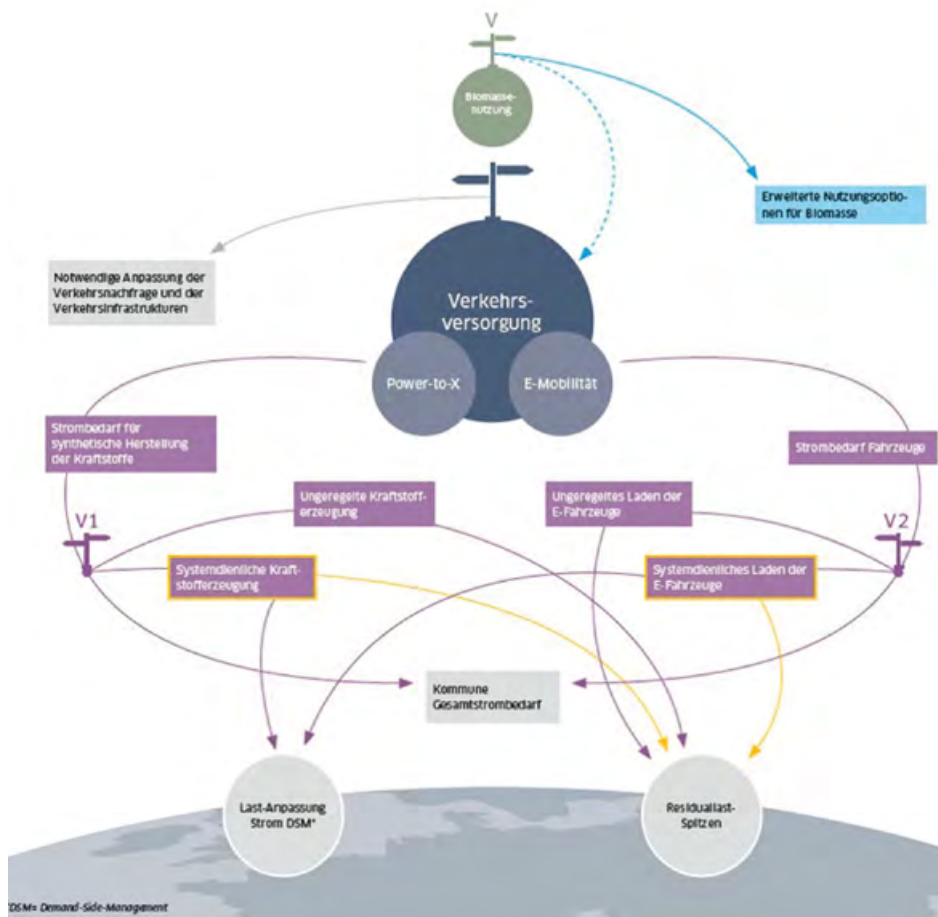 V
Biomasse-
nutzung
Erweiterte Nutzungsoptio-
nen für Biomasse
Notwendige Anpassung der
Verkehrsnachfrage und der
Verkehrsinfrastrukturen
Verkehrs-
versorgung
Power-to-X
E-Mobilität
Strombedarf für
synthetische Herstellung
der Kraftstoffe
Strombedarf Fahrzeuge
Ungeregelte Kraftstoff-
erzeugung
Ungeregeltes Laden der
E-Fahrzeuge
V1
V2
Systemdienliche Kraft-
stofferzeugung
Systemdienliches Laden der
E-Fahrzeuge
Kommune
Gesamtstrombedarf
Last-Anpassung
Strom DSM*
Residuallast-
Spitzen
*DSM= Demand-Side-Management